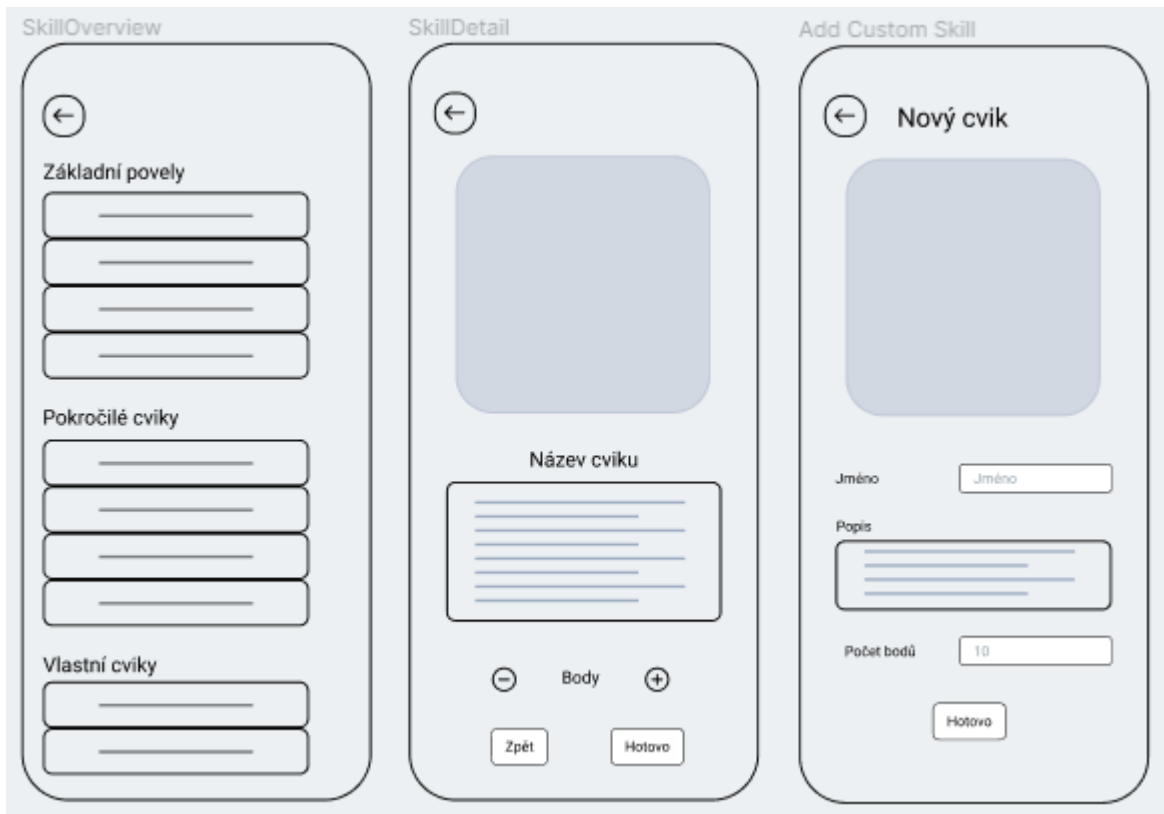 SkillOverview
Základní povely
Pokročilé cviky
Vlastní cviky
SkillDetail
Název cviku
Body
Zpět
Hotovo
Add Custom Skill
Nový cvik
Jméno
Jméno
Popis
Počet bodů
10
Hotovo